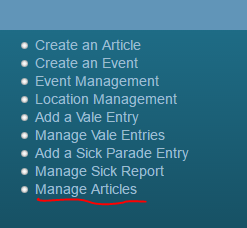 Create an Article
Create an Event
Event Management
Location Management
Add a Vale Entry
Manage Vale Entries
Add a Sick Parade Entry
Manage Sick Report
Manage Articles